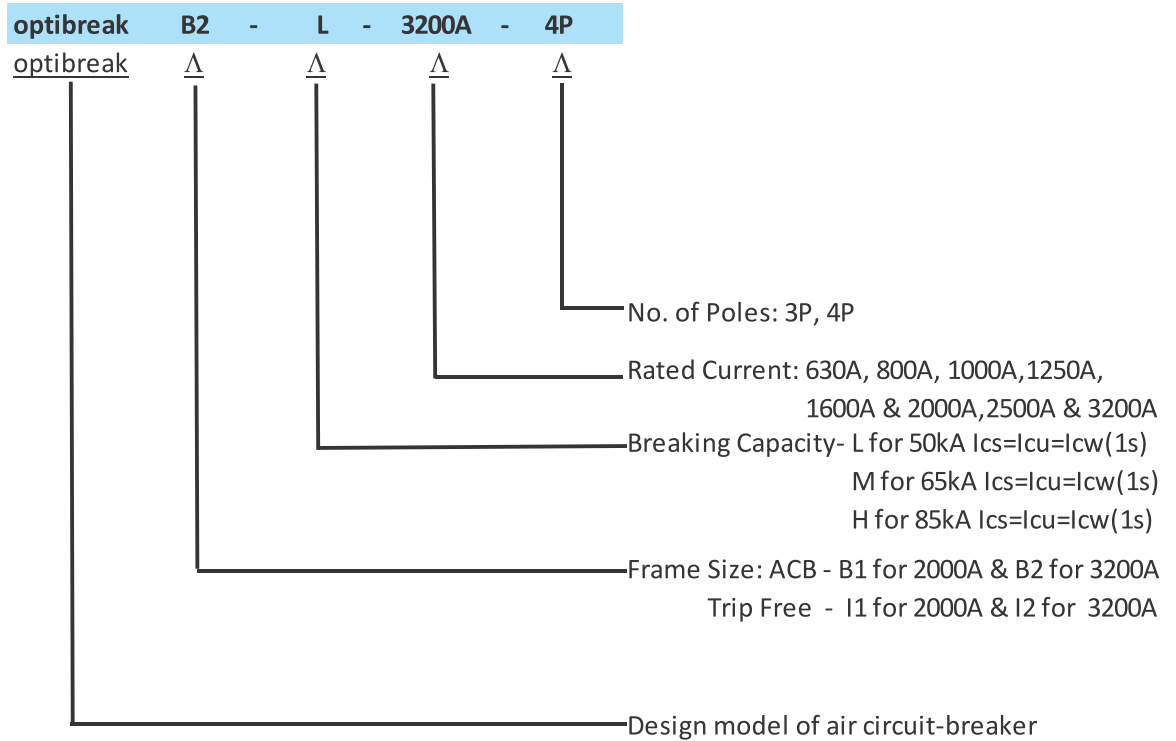 optibreak B2 - L - 3200A - 4P
optibreak Λ Λ Λ Λ
No. of Poles: 3P, 4P
Rated Current: 630A, 800A, 1000A,1250A,
1600A & 2000A,2500A & 3200A
Breaking Capacity- L for 50kA Ics=Icu=Icw(1s)
M for 65kA Ics=Icu=Icw(1s)
H for 85kA Ics=Icu=Icw(1s)
Frame Size: ACB - B1 for 2000A & B2 for 3200A
Trip Free - I1 for 2000A & I2 for 3200A
Design model of air circuit-breaker